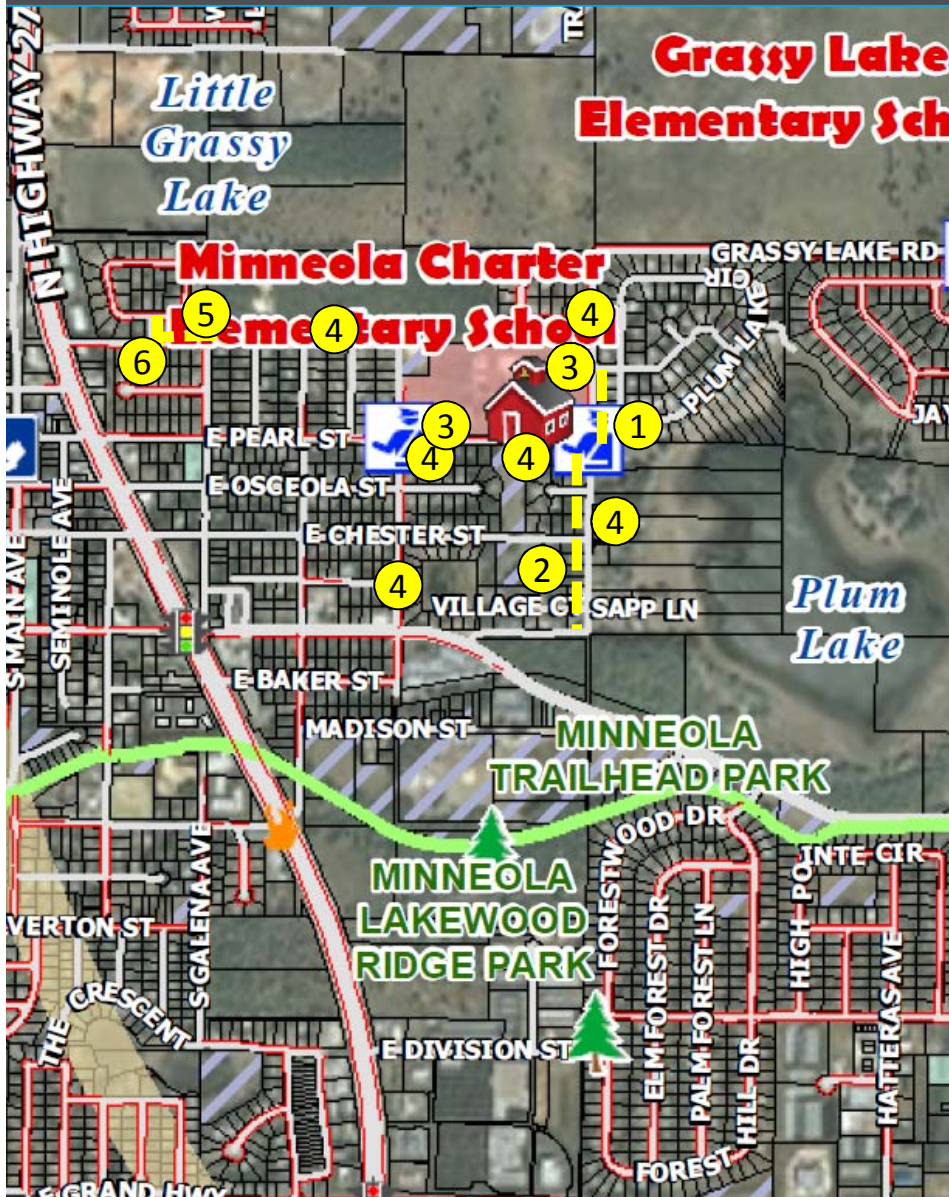 N HIGHWAY 27
TRA
Little
Grassy
Lake
Grassy Lake
Elementary Sch
Minneola Charter
Elementary School
GRASSY LAKE RD
PLUM LAKE CIR
5
4
4
6
3
3
1
4
4
E PEARL ST
JAY
E OSCEOLA ST
4
E CHESTER ST
2
4
VILLAGE CT
SAPP LN
Plum
Lake
S MAIN AVE
SEMINOLE AVE
E BAKER ST
MADISON ST
MINNEOLA
TRAILHEAD PARK
S GALENA AVE
MINNEOLA
LAKEWOOD
RIDGE PARK
FORESTWOOD DR
HIGH POINTE CIR
VERTON ST
THE CRESCENT
ELM FOREST DR
PALM FOREST LN
FOREST HILL DR
HATTERAS AVE
E DIVISION ST
E GRAND HWY